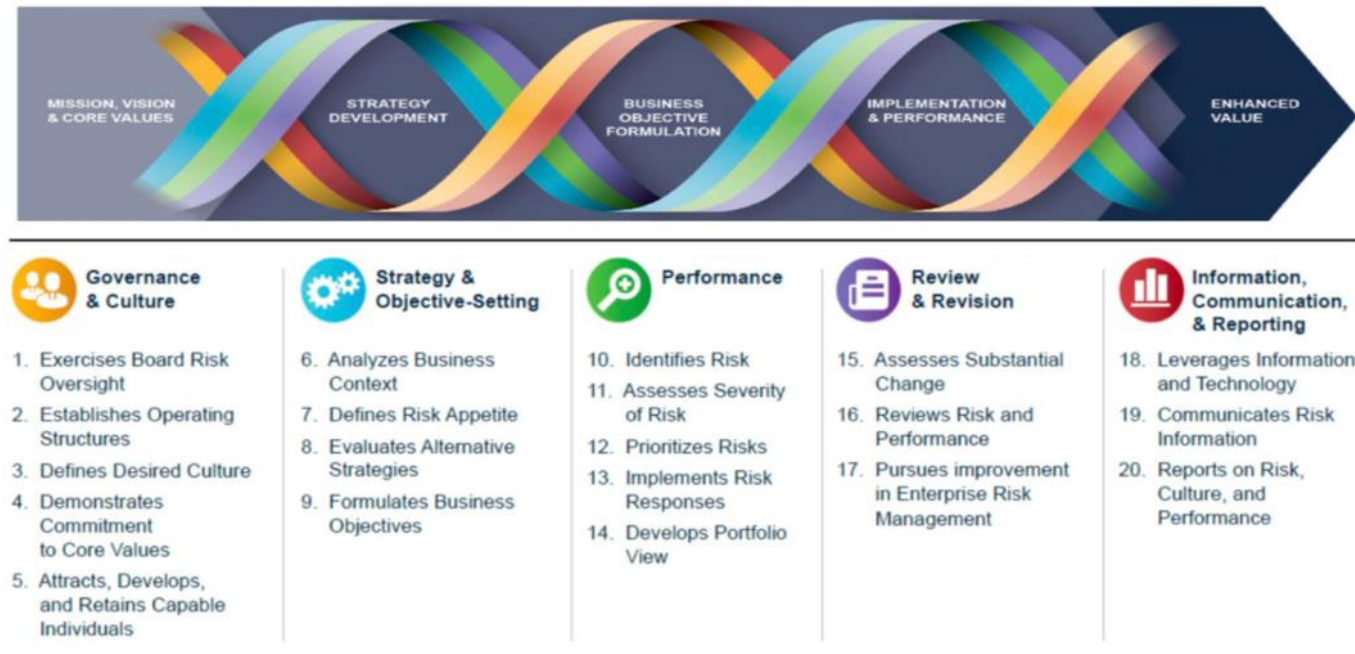 MISSION, VISION
& CORE VALUES
STRATEGY
DEVELOPMENT
BUSINESS
OBJECTIVE
FORMULATION
IMPLEMENTATION
& PERFORMANCE
ENHANCED
VALUE
Governance
& Culture
1. Exercises Board Risk
Oversight
2. Establishes Operating
Structures
3. Defines Desired Culture
4. Demonstrates
Commitment
to Core Values
5. Attracts, Develops,
and Retains Capable
Individuals
Strategy &
Objective-Setting
6. Analyzes Business
Context
7. Defines Risk Appetite
8. Evaluates Alternative
Strategies
9. Formulates Business
Objectives
Performance
10. Identifies Risk
11. Assesses Severity
of Risk
12. Prioritizes Risks
13. Implements Risk
Responses
14. Develops Portfolio
View
Review
& Revision
15. Assesses Substantial
Change
16. Reviews Risk and
Performance
17. Pursues improvement
in Enterprise Risk
Management
Information,
Communication,
& Reporting
18. Leverages Information
and Technology
19. Communicates Risk
Information
20. Reports on Risk,
Culture, and
Performance